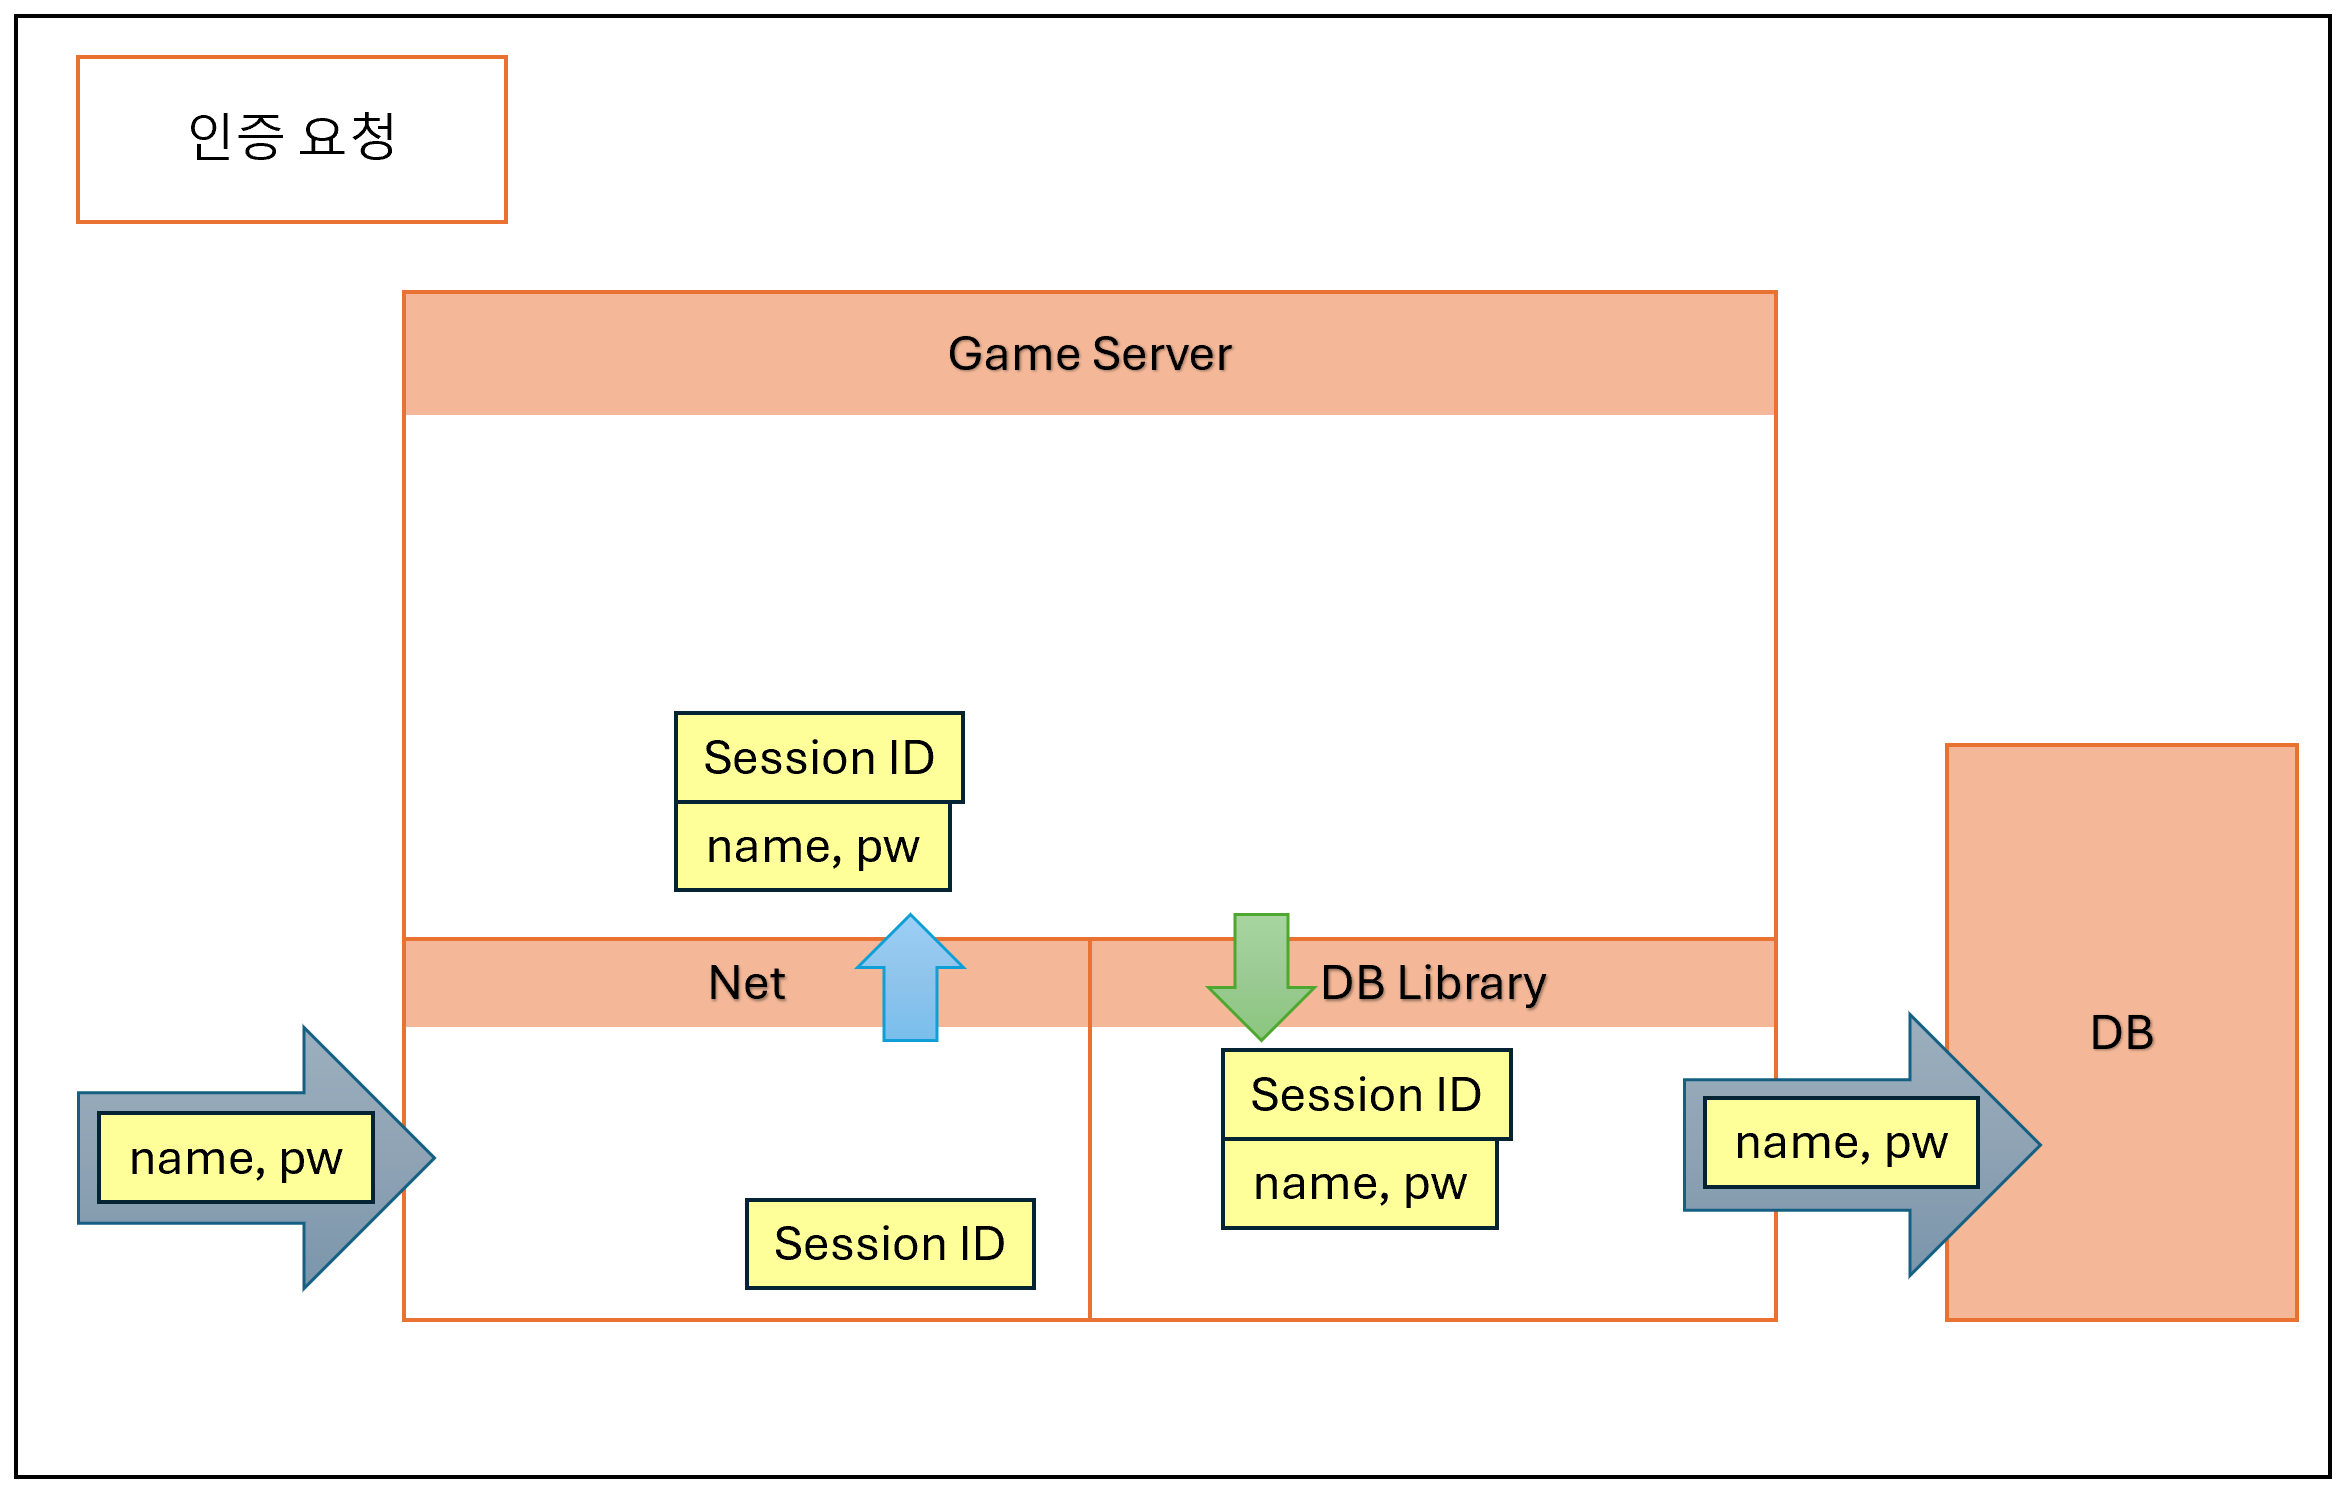 인증 요청
Game Server
Session ID
name, pw
Net
DB Library
DB
name, pw
Session ID
Session ID
name, pw
name, pw